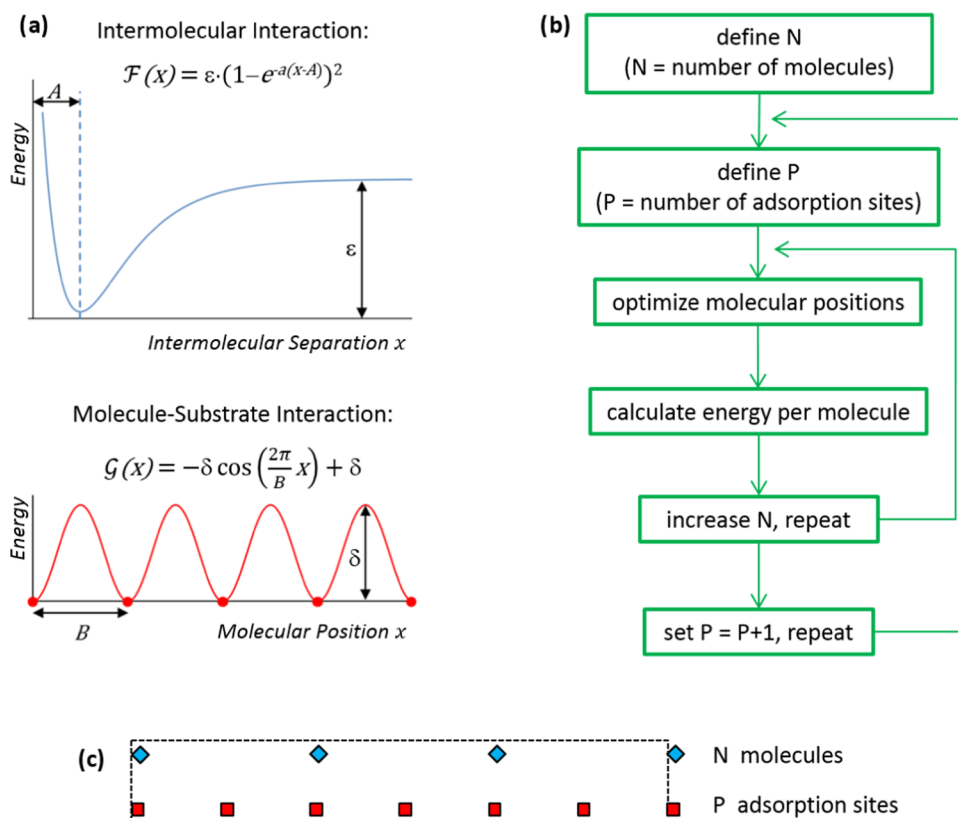 (a)
Intermolecular Interaction:
ℱ(x) = ε·(1−e^-a(x-A))^2
A
Energy
ε
Intermolecular Separation x
Molecule-Substrate Interaction:
𝒢(x) = −δ cos (2π/B x) + δ
Energy
δ
B
Molecular Position x
(b)
define N
(N = number of molecules)
define P
(P = number of adsorption sites)
optimize molecular positions
calculate energy per molecule
increase N, repeat
set P = P+1, repeat
(c)
N molecules
P adsorption sites